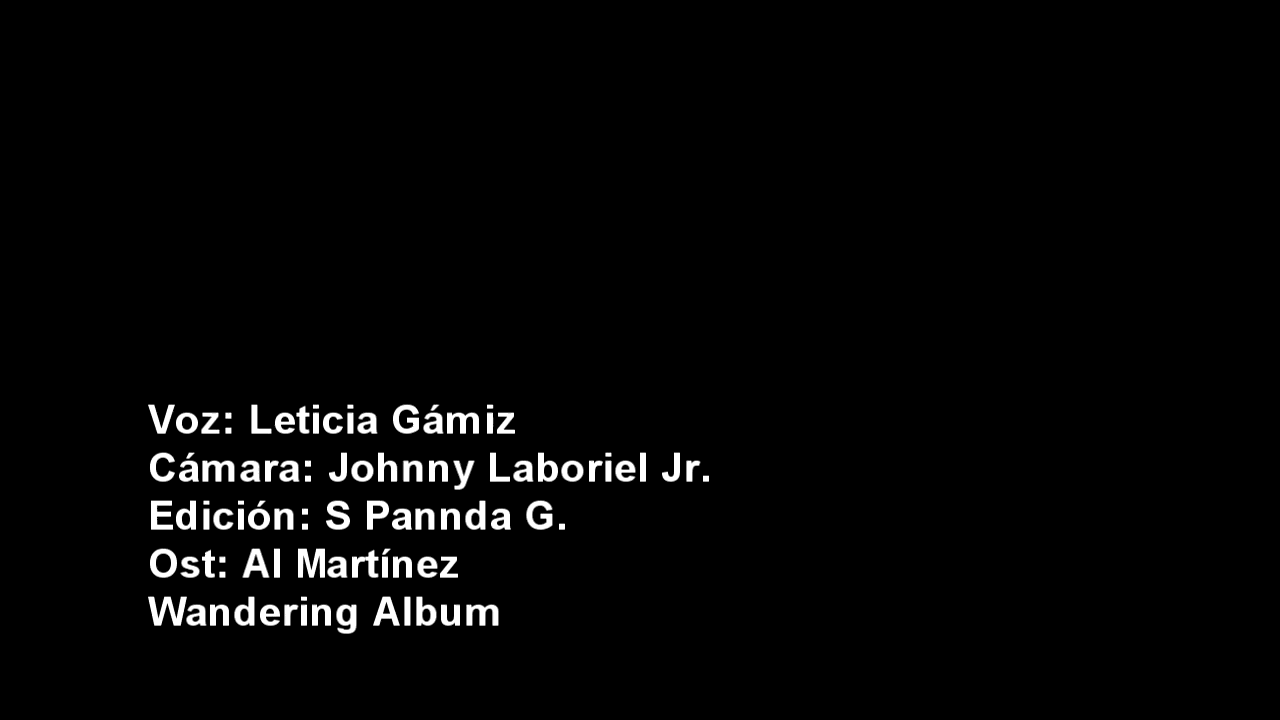 Voz: Leticia Gámiz
Cámara: Johnny Laboriel Jr.
Edición: S Pannda G.
Ost: Al Martínez
Wandering Album